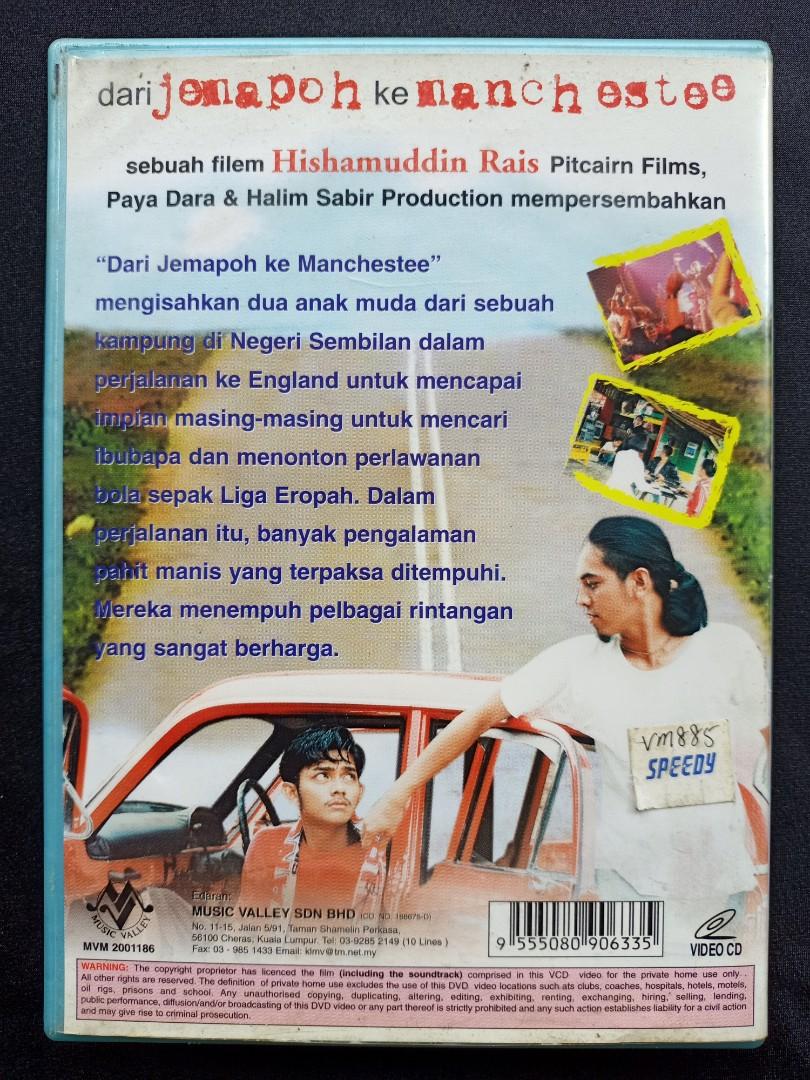 dari jemapoh ke manchestee
sebuah filem Hishamuddin Rais Pitcairn Films,
Paya Dara & Halim Sabir Production mempersembahkan
“Dari Jemapoh ke Manchestee”
mengisahkan dua anak muda dari sebuah
kampung di Negeri Sembilan dalam
perjalanan ke England untuk mencapai
impian masing-masing untuk mencari
ibubapa dan menonton perlawanan
bola sepak Liga Eropah. Dalam
perjalanan itu, banyak pengalaman
pahit manis yang terpaksa ditempuhi.
Mereka menempuh pelbagai rintangan
yang sangat berharga.
VM885
SPEEDY
MUSIC VALLEY
MVM 2001186
Edaran:
MUSIC VALLEY SDN BHD (CO. NO. 188678-D)
No. 11-15, Jalan 5/91, Taman Shamelin Perkasa,
56100 Cheras, Kuala Lumpur. Tel: 03-9285 2149 (10 Lines )
Fax: 03 - 985 1433 Email: klmv@tm.net.my
9 555080 906335
VIDEO CD
WARNING: The copyright proprietor has licenced the film (including the soundtrack) comprised in this VCD video for the private home use only. .
All other rights are reserved. The definition of private home use excludes the use of this DVD video locations such ats clubs, coaches, hospitals, hotels, motels,
oil rigs, prisons and school. Any unauthorised copying, duplicating, altering, editing, exhibiting, renting, exchanging, hiring, selling, lending,
public performance, diffusion/and/or broadcasting of this DVD video or any part thereof is strictly prohibited and any such action establishes liability for a civil action
and may give rise to criminal prosecution.